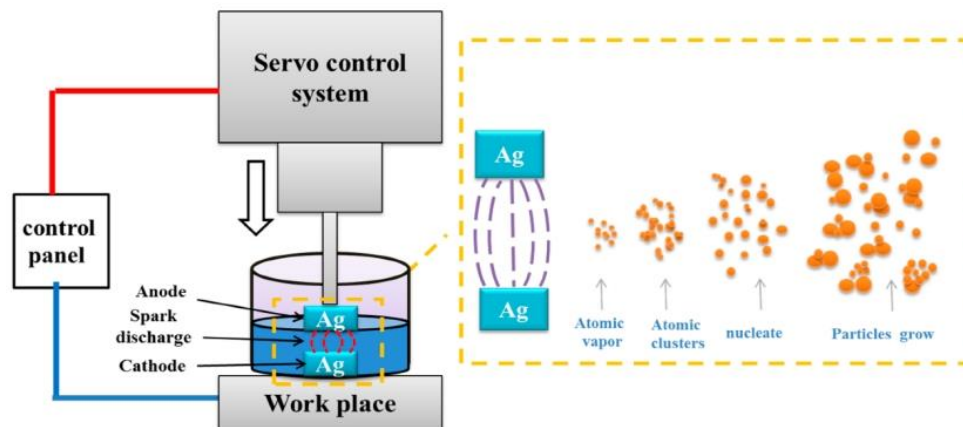 Servo control
system
control
panel
Anode
Spark
discharge
Cathode
Ag
Ag
Work place
Ag
Ag
Atomic
vapor
Atomic
clusters
nucleate
Particles grow